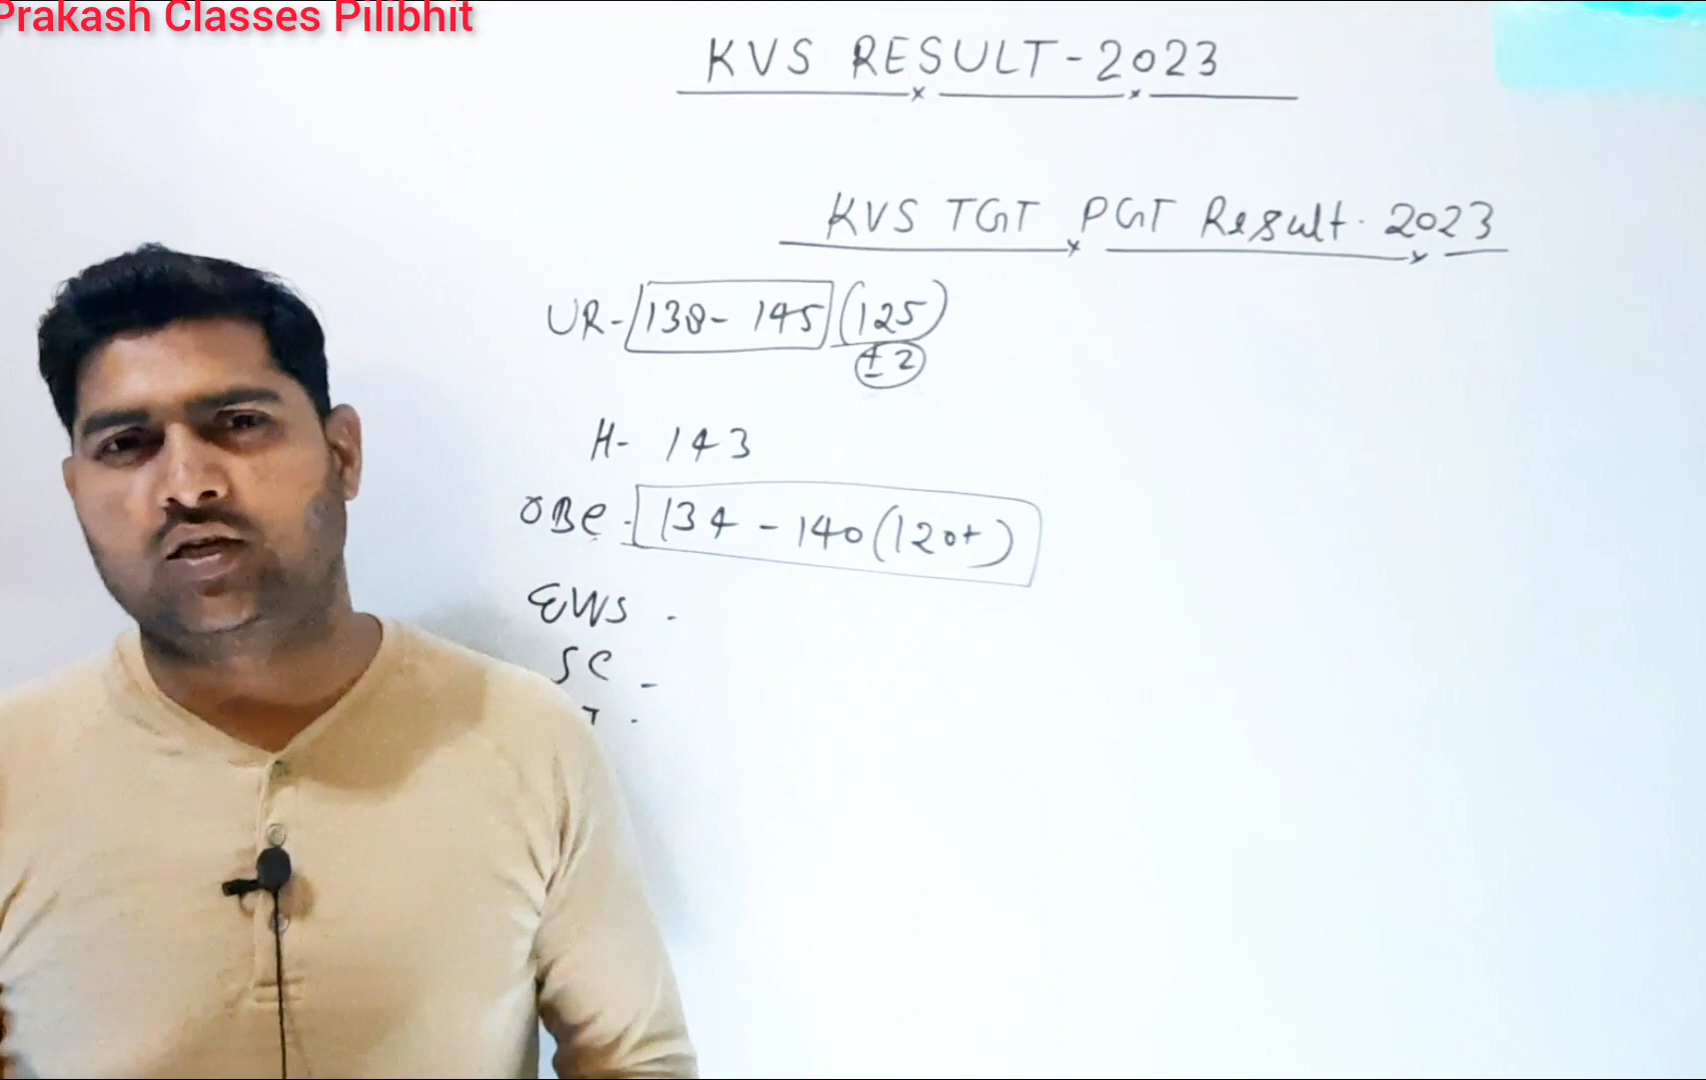 Prakash Classes Pilibhit
KVS RESULT-2023
KVS TGT PGT Result-2023
UR-138-145 (125)
±2
H- 143
OBC-134-140(120+)
EWS -
SC -